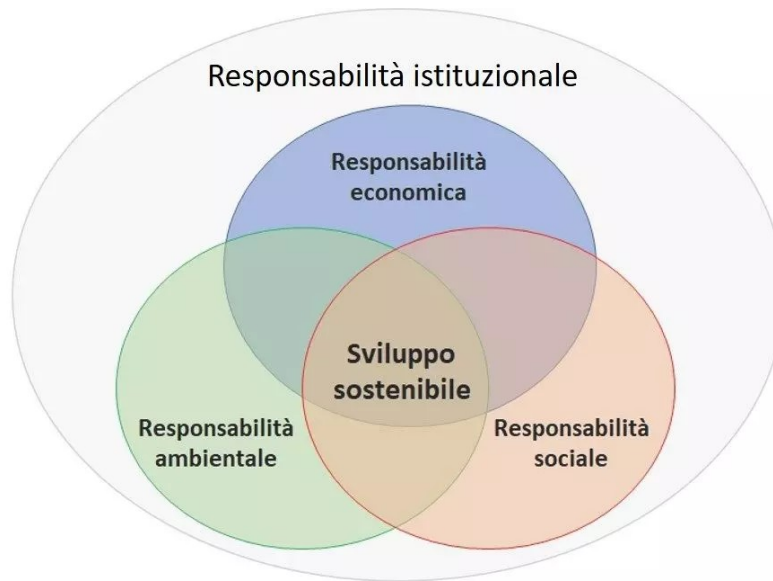 Responsabilità istituzionale
Responsabilità
economica
Sviluppo
sostenibile
Responsabilità
ambientale
Responsabilità
sociale